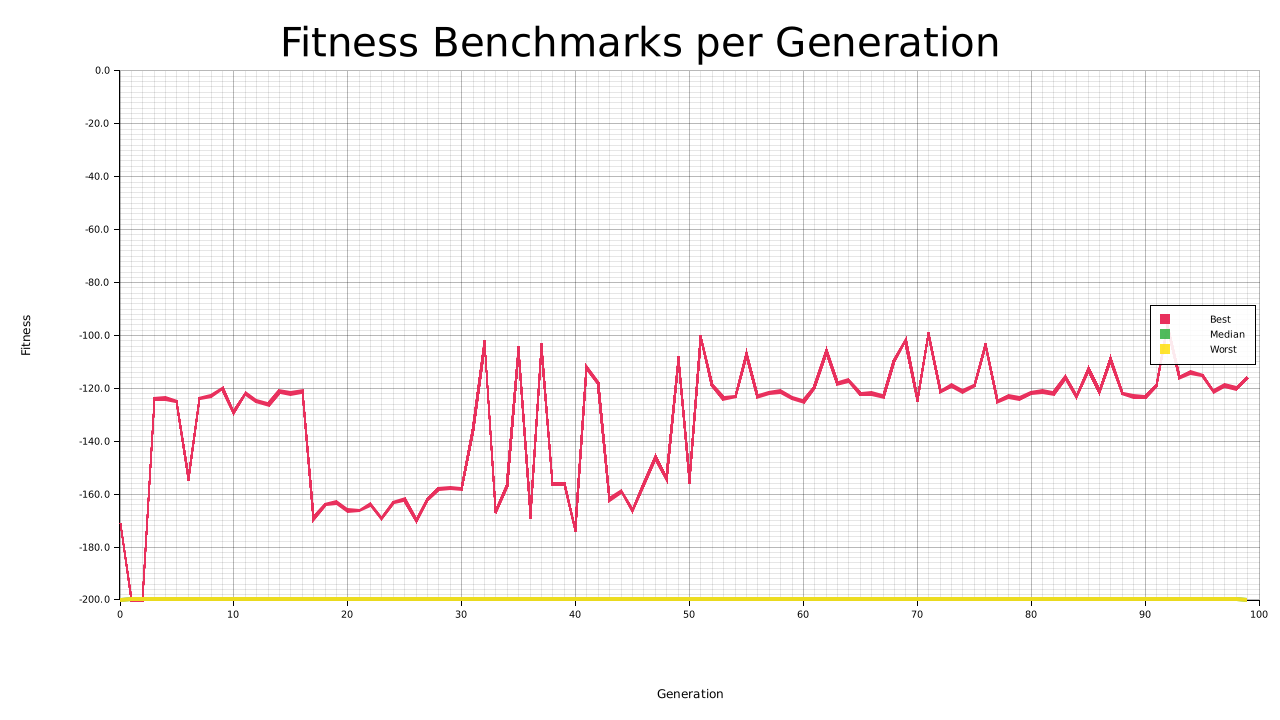 Fitness Benchmarks per Generation
0.0
-20.0
-40.0
-60.0
-80.0
-100.0
-120.0
-140.0
-160.0
-180.0
-200.0
Fitness
Best
Median
Worst
0 10 20 30 40 50 60 70 80 90 100
Generation